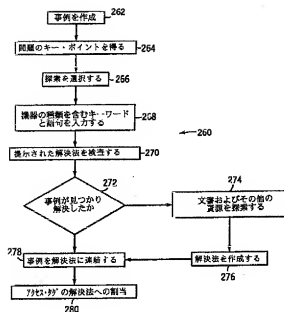 262
事例を作成
264
問題のキー・ポイントを得る
266
探索を選択する
268
機器の種類を含むキーワード
と語句を入力する
260
270
提示された解決法を検査する
272
事例が見つかり
解決したか
274
文書およびその他の
資源を探索する
278
事例を解決法に連結する
解決法を作成する
276
アクセス・タグの解決法への割当
280